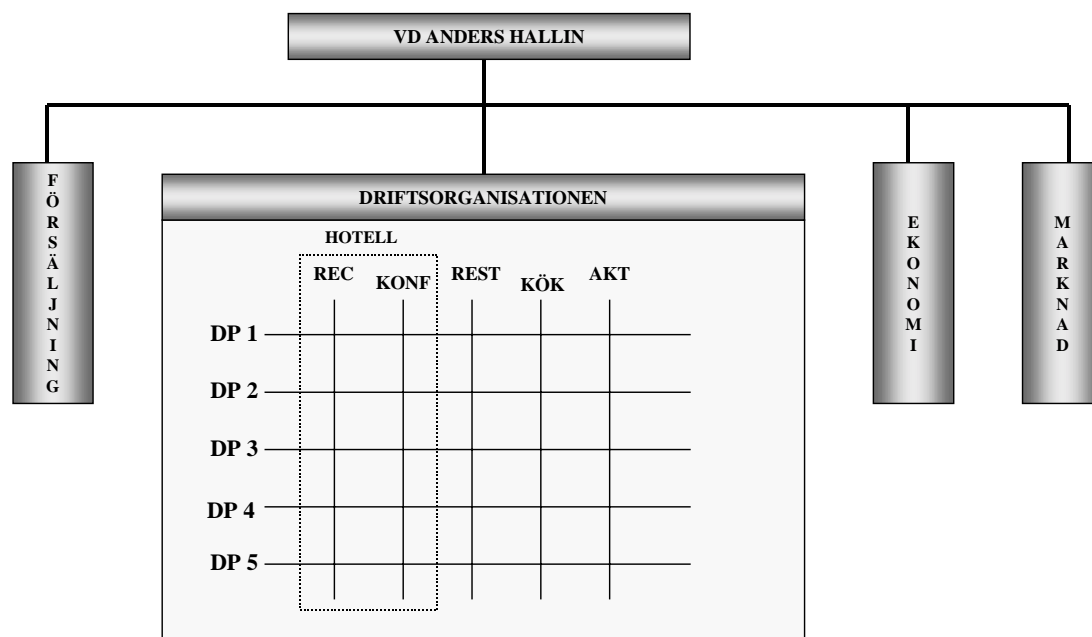 VD ANDERS HALLIN
FÖRSÄLJNING
DRIFTSORGANISATIONEN
EKONOMI
MARKNAD
HOTELL
REC KONF REST KÖK AKT
DP 1
DP 2
DP 3
DP 4
DP 5